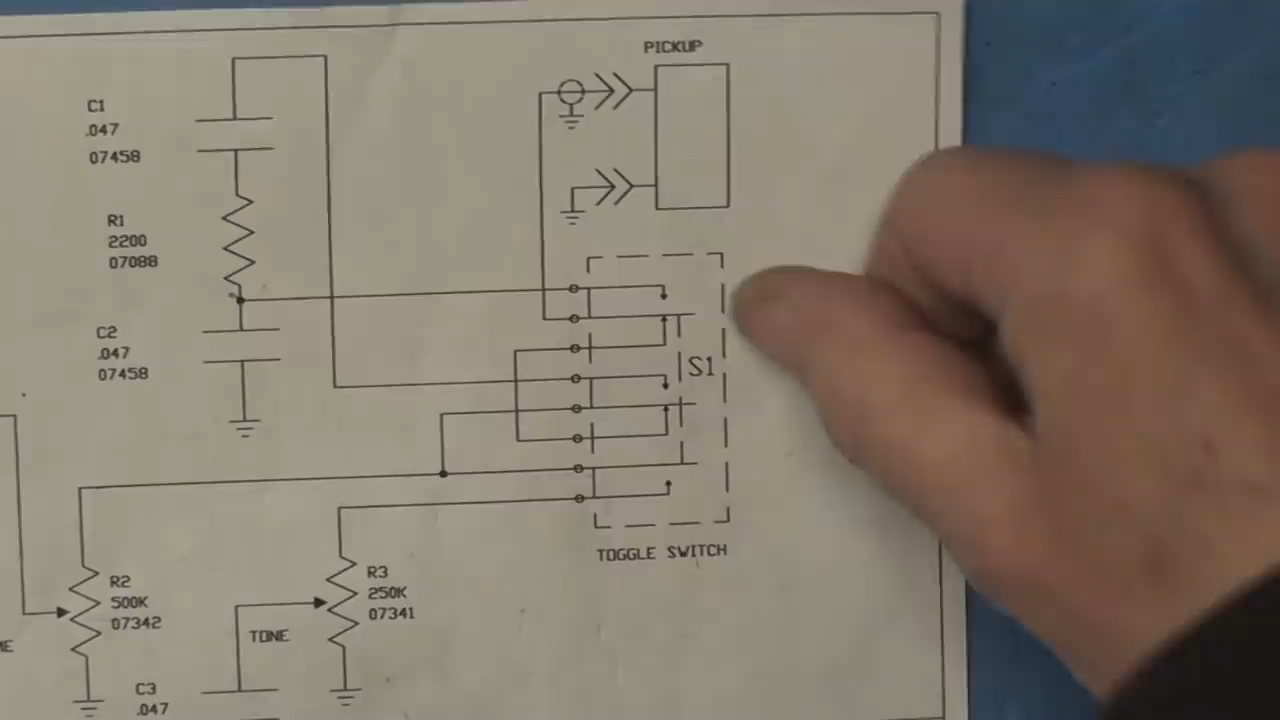 PICKUP
C1
.047
07458
R1
2200
07088
C2
.047
07458
S1
TOGGLE SWITCH
R2
500K
07342
R3
250K
07341
TONE
C3
.047